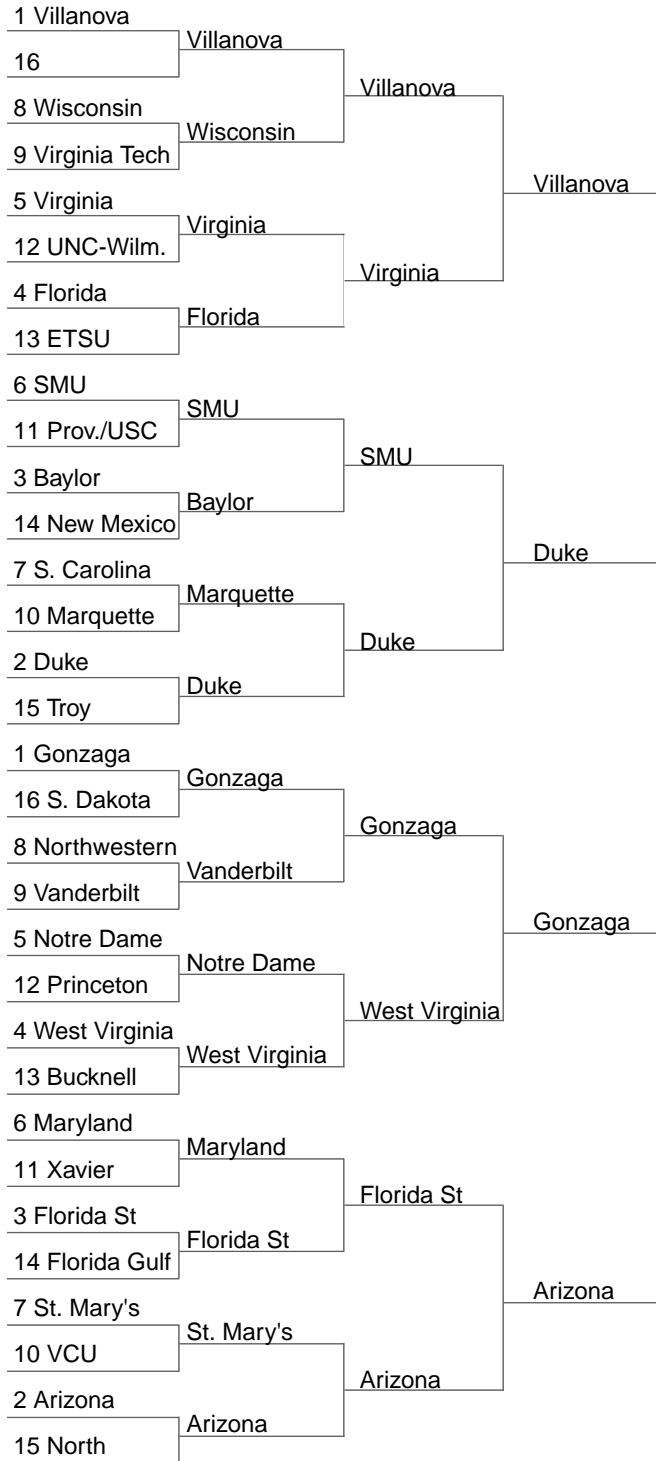 1 Villanova
Villanova
16
Villanova
8 Wisconsin
Wisconsin
9 Virginia Tech
Villanova
5 Virginia
Virginia
12 UNC-Wilm.
Virginia
4 Florida
Florida
13 ETSU
6 SMU
SMU
11 Prov./USC
SMU
3 Baylor
Baylor
14 New Mexico
Duke
7 S. Carolina
Marquette
10 Marquette
Duke
2 Duke
Duke
15 Troy
1 Gonzaga
Gonzaga
16 S. Dakota
Gonzaga
8 Northwestern
Vanderbilt
9 Vanderbilt
Gonzaga
5 Notre Dame
Notre Dame
12 Princeton
West Virginia
4 West Virginia
West Virginia
13 Bucknell
6 Maryland
Maryland
11 Xavier
Florida St
3 Florida St
Florida St
14 Florida Gulf
Arizona
7 St. Mary's
St. Mary's
10 VCU
Arizona
2 Arizona
Arizona
15 North